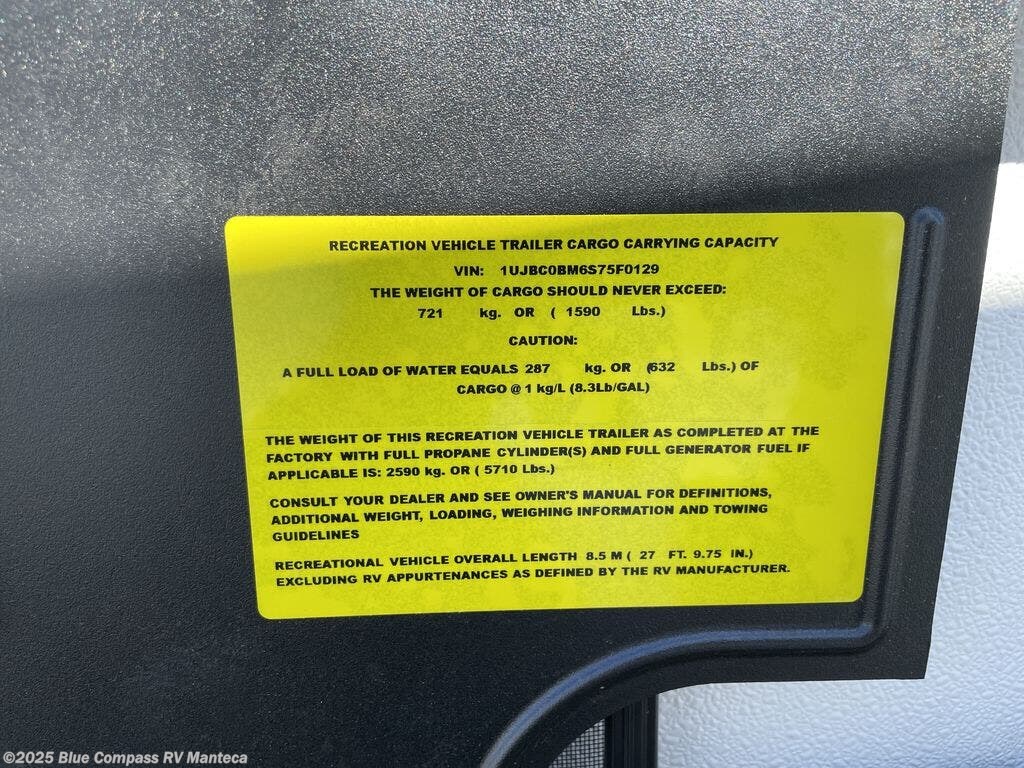 RECREATION VEHICLE TRAILER CARGO CARRYING CAPACITY
VIN: 1UJBC0BM6S75F0129
THE WEIGHT OF CARGO SHOULD NEVER EXCEED:
721 kg. OR ( 1590 Lbs.)
CAUTION:
A FULL LOAD OF WATER EQUALS 287 kg. OR (632 Lbs.) OF
CARGO @ 1 kg/L (8.3Lb/GAL)
THE WEIGHT OF THIS RECREATION VEHICLE TRAILER AS COMPLETED AT THE
FACTORY WITH FULL PROPANE CYLINDER(S) AND FULL GENERATOR FUEL IF
APPLICABLE IS: 2590 kg. OR ( 5710 Lbs.)
CONSULT YOUR DEALER AND SEE OWNER'S MANUAL FOR DEFINITIONS,
ADDITIONAL WEIGHT, LOADING, WEIGHING INFORMATION AND TOWING
GUIDELINES
RECREATIONAL VEHICLE OVERALL LENGTH 8.5 M ( 27 FT. 9.75 IN.)
EXCLUDING RV APPURTENANCES AS DEFINED BY THE RV MANUFACTURER.
©2025 Blue Compass RV Manteca